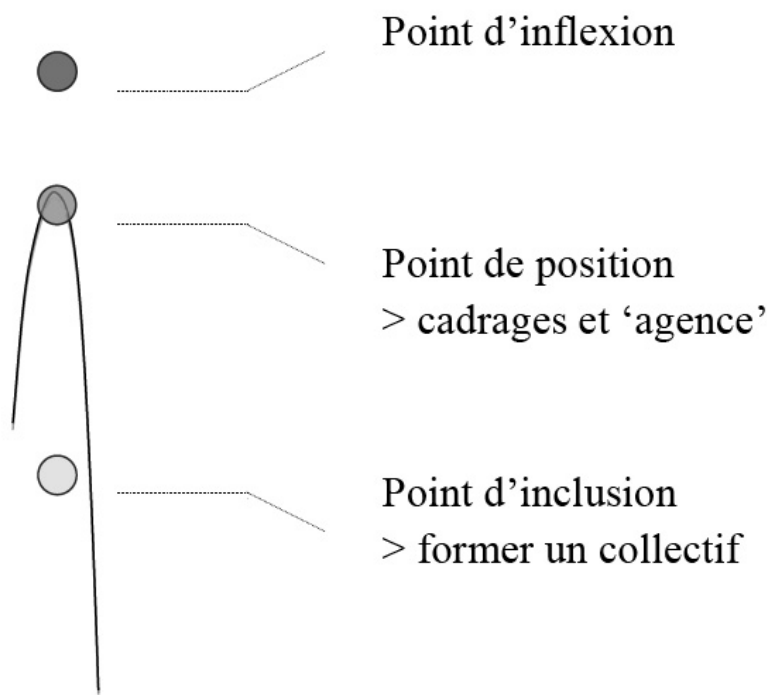 Point d’inflexion
Point de position
> cadrages et ‘agence’
Point d’inclusion
> former un collectif